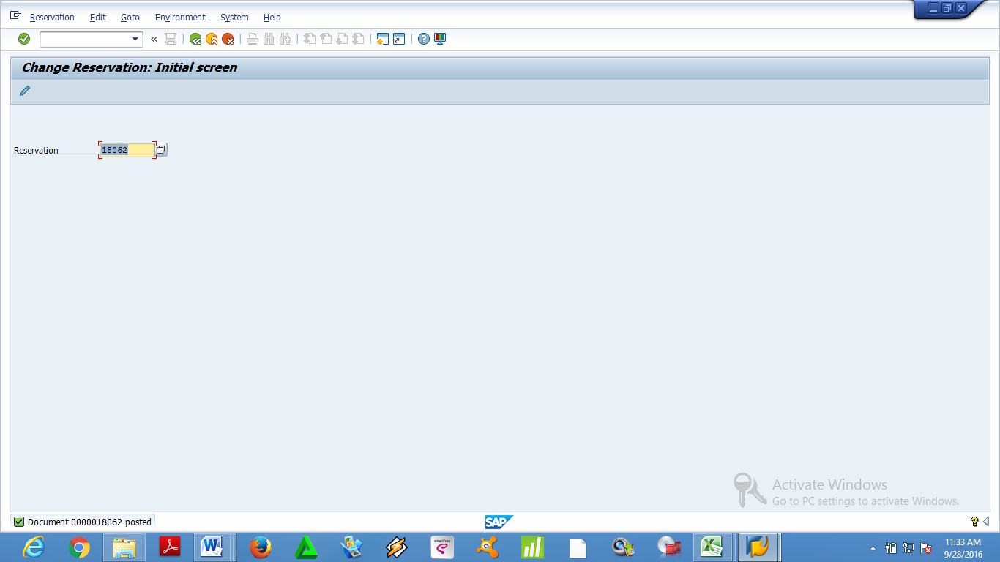 Reservation Edit Goto Environment System Help
Change Reservation: Initial screen
Reservation 18062
Activate Windows
Go to PC settings to activate Windows.
Document 0000018062 posted
SAP
smartfren
11:33 AM
9/28/2016